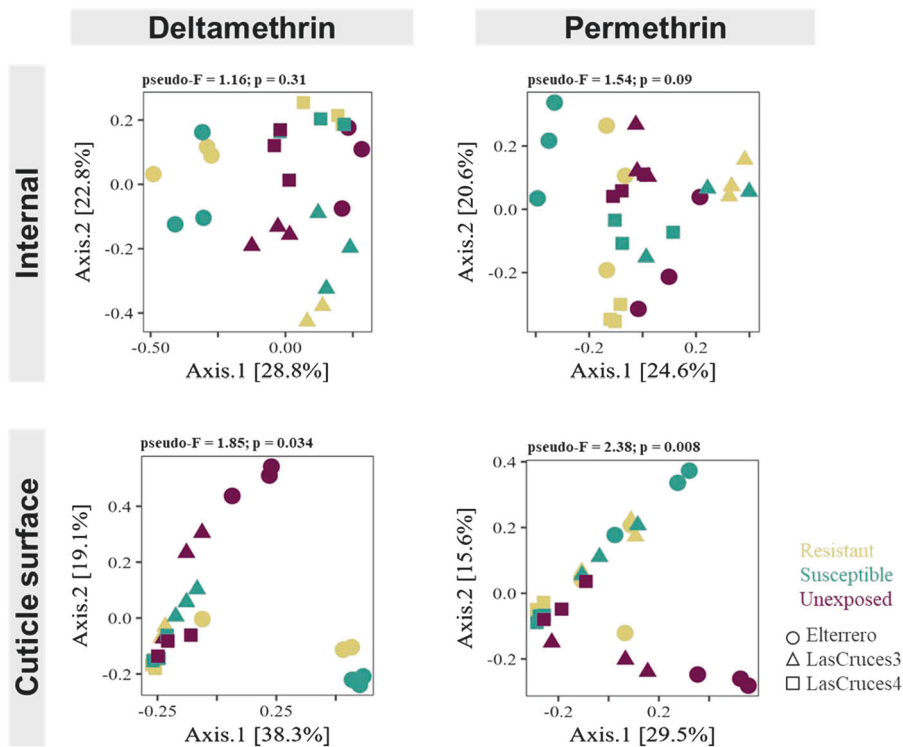 Deltamethrin
Permethrin
Internal
pseudo-F = 1.16; p = 0.31
0.2
0.0
-0.2
-0.4
Axis.2 [22.8%]
-0.50
0.00
Axis.1 [28.8%]
pseudo-F = 1.54; p = 0.09
0.2
0.0
-0.2
Axis.2 [20.6%]
-0.2
0.2
Axis.1 [24.6%]
Cuticle surface
pseudo-F = 1.85; p = 0.034
0.4
0.2
0.0
-0.2
Axis.2 [19.1%]
-0.25
0.25
Axis.1 [38.3%]
pseudo-F = 2.38; p = 0.008
0.4
0.2
0.0
-0.2
Axis.2 [15.6%]
-0.2
0.2
Axis.1 [29.5%]
Resistant
Susceptible
Unexposed
Elterrero
LasCruces3
LasCruces4